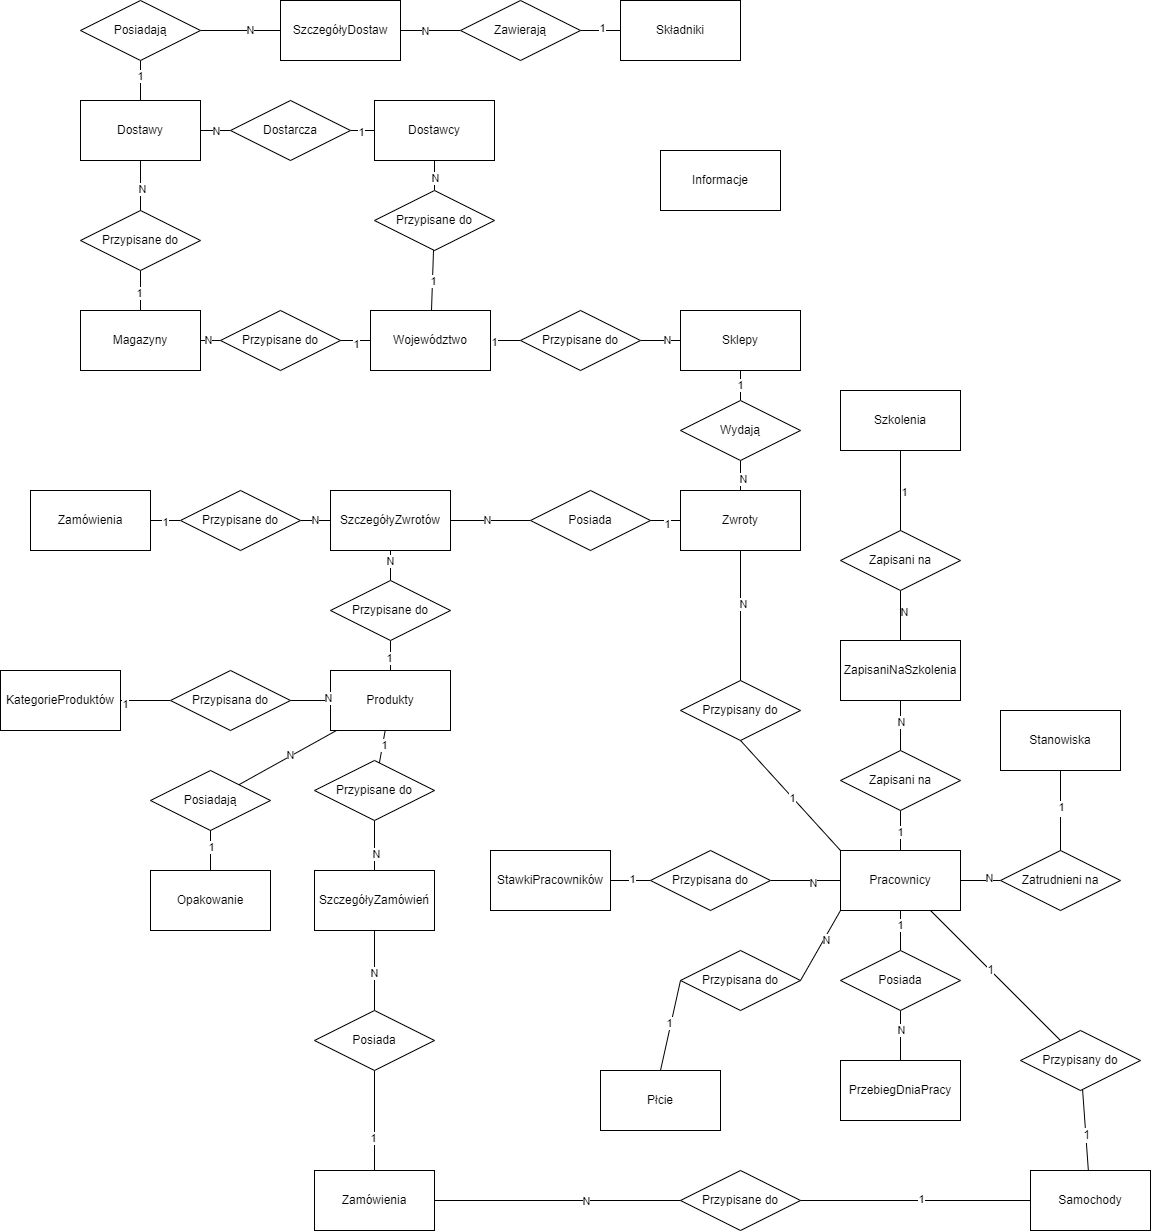 Posiadają
N
SzczegółyDostaw
N
Zawierają
1
Składniki
1
Dostawy
N
Dostarcza
1
Dostawcy
Informacje
N
N
Przypisane do
Przypisane do
1
1
Magazyny
N
Przypisane do
1
Województwo
1
Przypisane do
N
Sklepy
1
Szkolenia
Wydają
N
1
Zamówienia
1
Przypisane do
N
SzczegółyZwrotów
N
Posiada
1
Zwroty
N
Zapisani na
Przypisane do
N
N
1
ZapisaniNaSzkolenia
KategorieProduktów
1
Przypisana do
N
Produkty
Przypisany do
N
Stanowiska
1
N
Posiadają
Przypisane do
Zapisani na
1
1
1
1
N
StawkiPracowników
1
Przypisana do
N
Pracownicy
N
Zatrudnieni na
Opakowanie
SzczegółyZamówień
1
N
N
Przypisana do
Posiada
1
1
N
Posiada
Przypisany do
Płcie
PrzebiegDniaPracy
1
1
Zamówienia
N
Przypisane do
1
Samochody